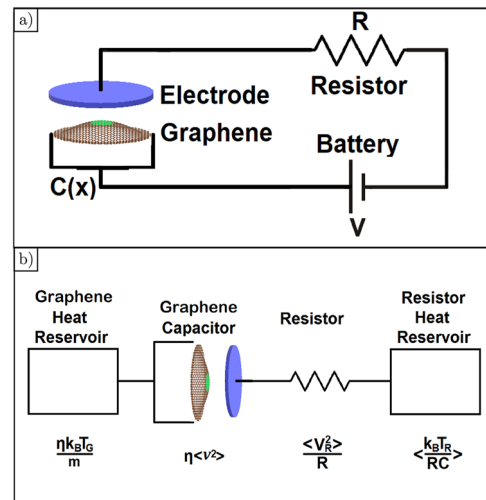 a)
R
Resistor
Electrode
Graphene
Battery
C(x)
V
b)
Graphene
Heat
Reservoir
Graphene
Capacitor
Resistor
Resistor
Heat
Reservoir
ηk_BT_G
m
η<v²>
<V_R²>
R
<k_BT_R
RC>